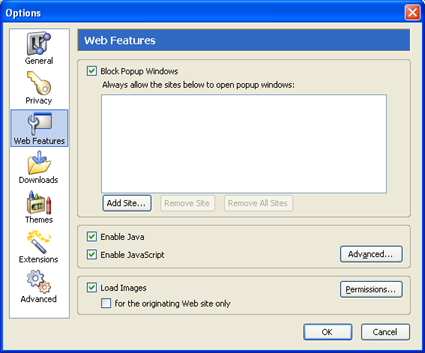 Options
General
Privacy
Web Features
Downloads
Themes
Extensions
Advanced
Web Features
Block Popup Windows
Always allow the sites below to open popup windows:
Add Site... Remove Site Remove All Sites
Enable Java
Enable JavaScript Advanced...
Load Images Permissions...
for the originating Web site only
OK Cancel